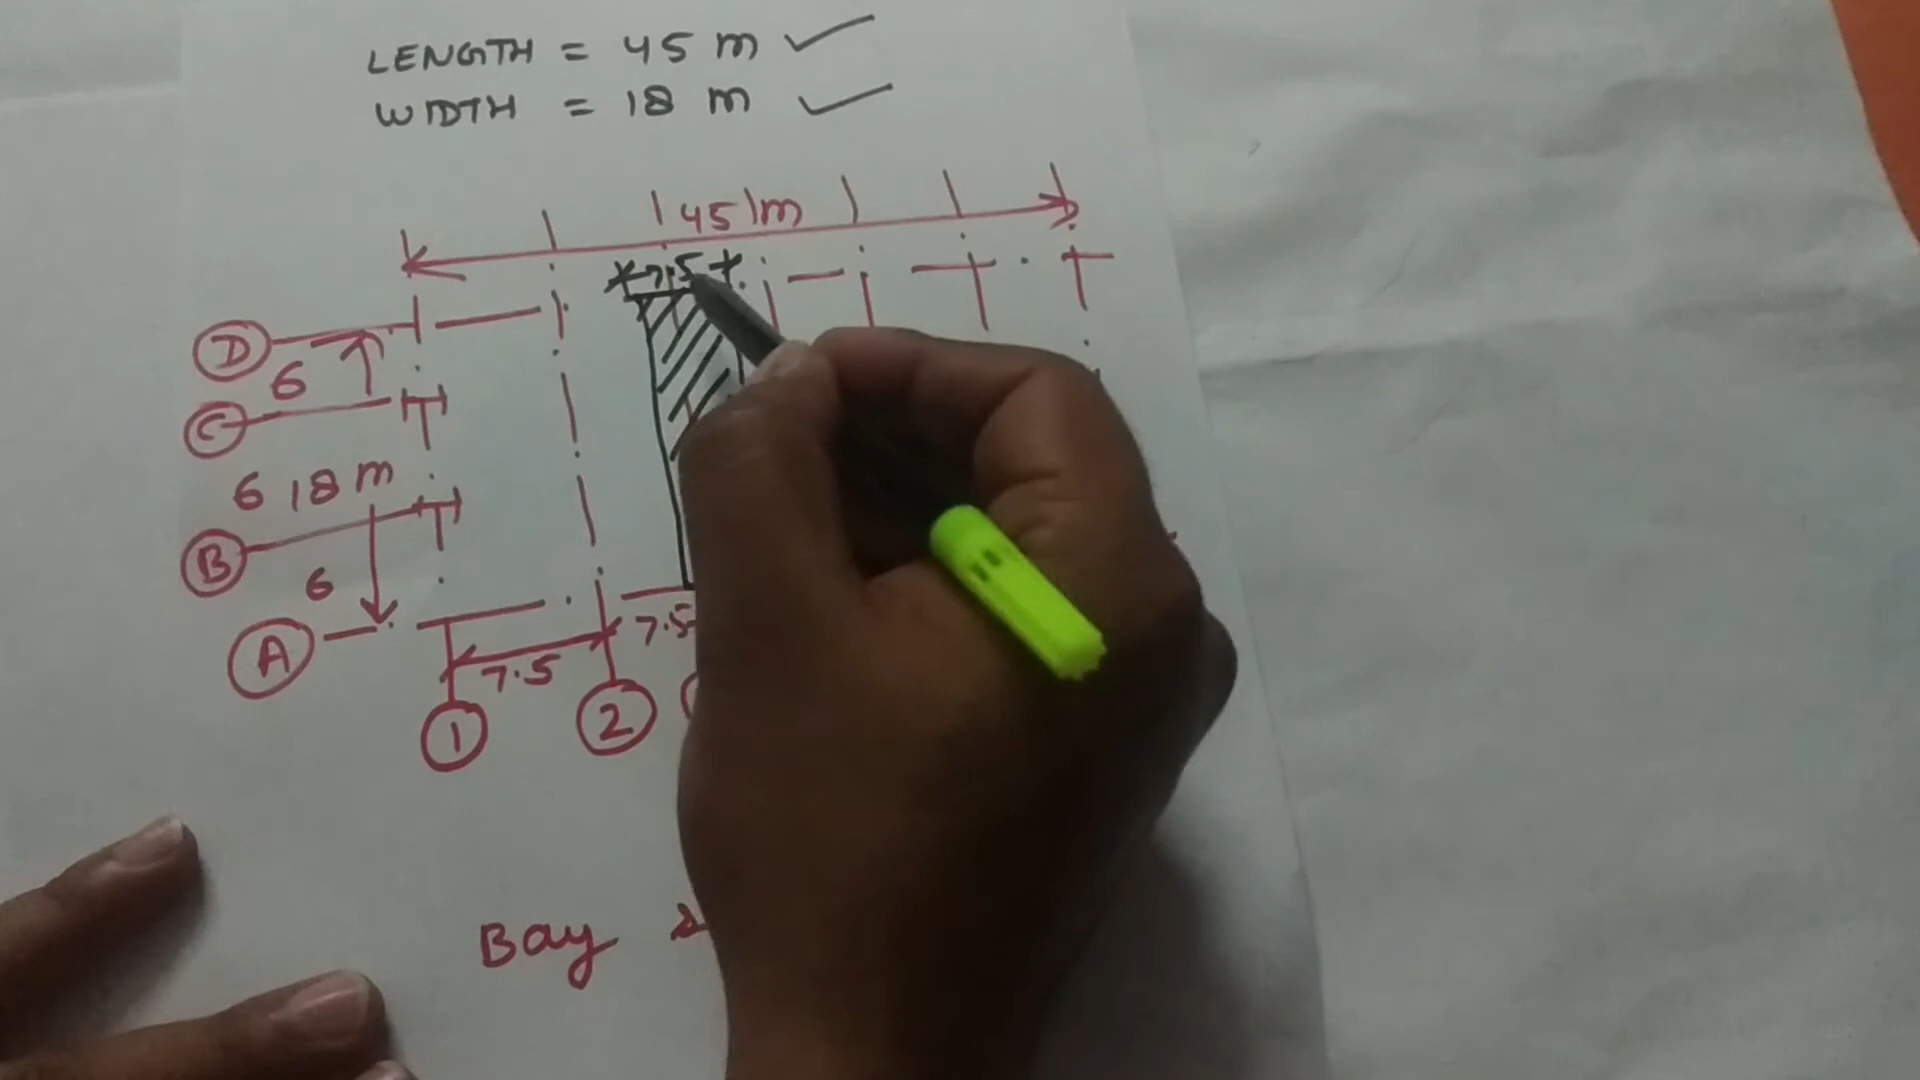 LENGTH = 45 m
WIDTH = 18 m
45 m
7.5
D
6
C
6 18 m
B
6
A
7.5
7.5
1
2
Bay